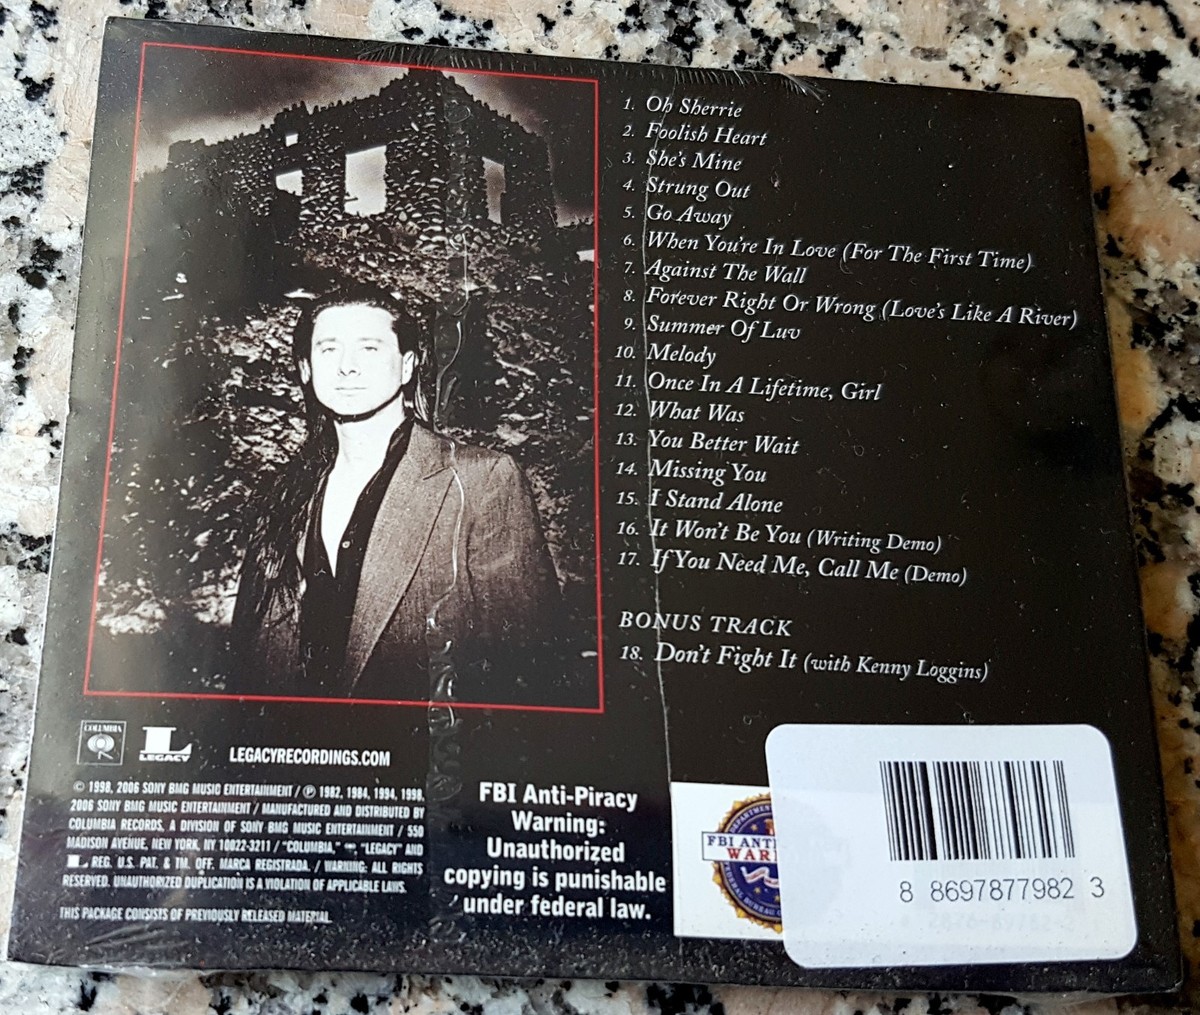 1. Oh Sherrie
2. Foolish Heart
3. She's Mine
4. Strung Out
5. Go Away
6. When You're In Love (For The First Time)
7. Against The Wall
8. Forever Right Or Wrong (Love's Like A River)
9. Summer Of Luv
10. Melody
11. Once In A Lifetime, Girl
12. What Was
13. You Better Wait
14. Missing You
15. I Stand Alone
16. It Won't Be You (Writing Demo)
17. If You Need Me, Call Me (Demo)
BONUS TRACK
18. Don't Fight It (with Kenny Loggins)
COLUMBIA
L
LEGACY
LEGACYRECORDINGS.COM
© 1998, 2006 SONY BMG MUSIC ENTERTAINMENT / ℗ 1982, 1984, 1994, 1998,
2006 SONY BMG MUSIC ENTERTAINMENT / MANUFACTURED AND DISTRIBUTED BY
COLUMBIA RECORDS, A DIVISION OF SONY BMG MUSIC ENTERTAINMENT / 550
MADISON AVENUE, NEW YORK, NY 10022-3211 / "COLUMBIA," "LEGACY" AND
L REG. U.S. PAT. & TM. OFF. MARCA REGISTRADA. / WARNING: ALL RIGHTS
RESERVED. UNAUTHORIZED DUPLICATION IS A VIOLATION OF APPLICABLE LAWS.
THIS PACKAGE CONSISTS OF PREVIOUSLY RELEASED MATERIAL.
FBI Anti-Piracy
Warning:
Unauthorized
copying is punishable
under federal law.
FBI ANTI
WAR
8 8697877982 3